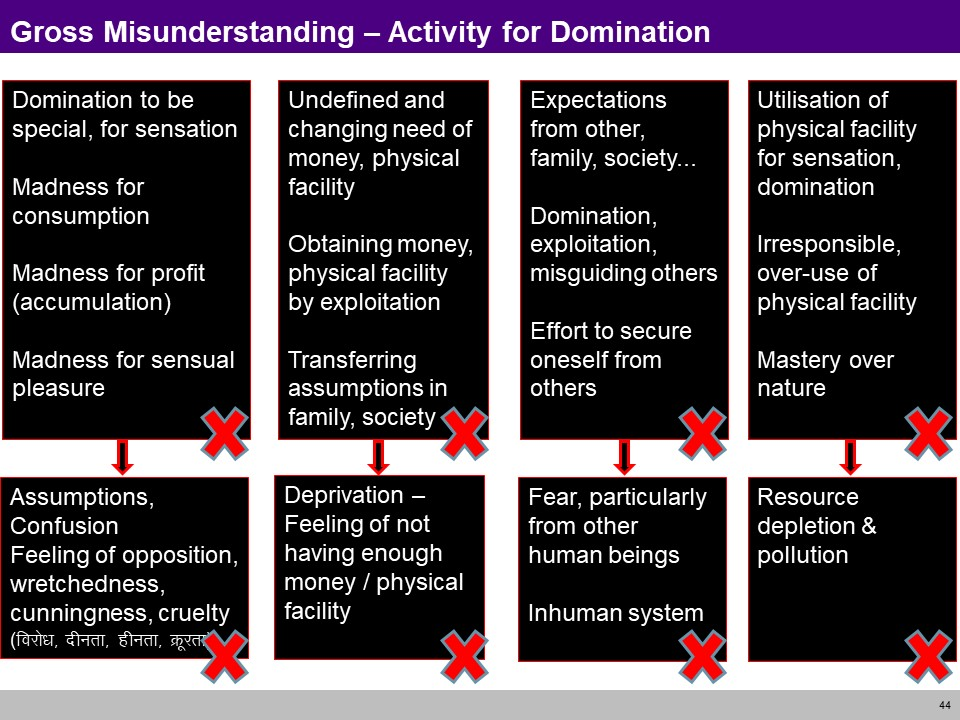 Gross Misunderstanding – Activity for Domination
Domination to be
special, for sensation
Madness for
consumption
Madness for profit
(accumulation)
Madness for sensual
pleasure
Undefined and
changing need of
money, physical
facility
Obtaining money,
physical facility
by exploitation
Transferring
assumptions in
family, society
Expectations
from other,
family, society...
Domination,
exploitation,
misguiding others
Effort to secure
oneself from
others
Utilisation of
physical facility
for sensation,
domination
Irresponsible,
over-use of
physical facility
Mastery over
nature
Assumptions,
Confusion
Feeling of opposition,
wretchedness,
cunningness, cruelty
(विरोध, दीनता, हीनता, क्रूरता)
Deprivation –
Feeling of not
having enough
money / physical
facility
Fear, particularly
from other
human beings
Inhuman system
Resource
depletion &
pollution
44